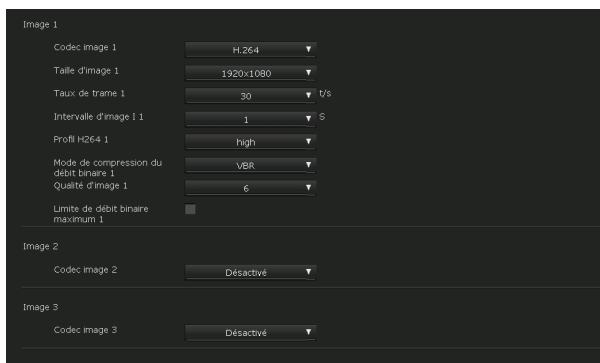 Image 1
Codec image 1 H.264
Taille d'image 1 1920x1080
Taux de trame 1 30 t/s
Intervalle d'image I 1 1 S
Profil H264 1 high
Mode de compression du débit binaire 1 VBR
Qualité d'image 1 6
Limite de débit binaire maximum 1
Image 2
Codec image 2 Désactivé
Image 3
Codec image 3 Désactivé